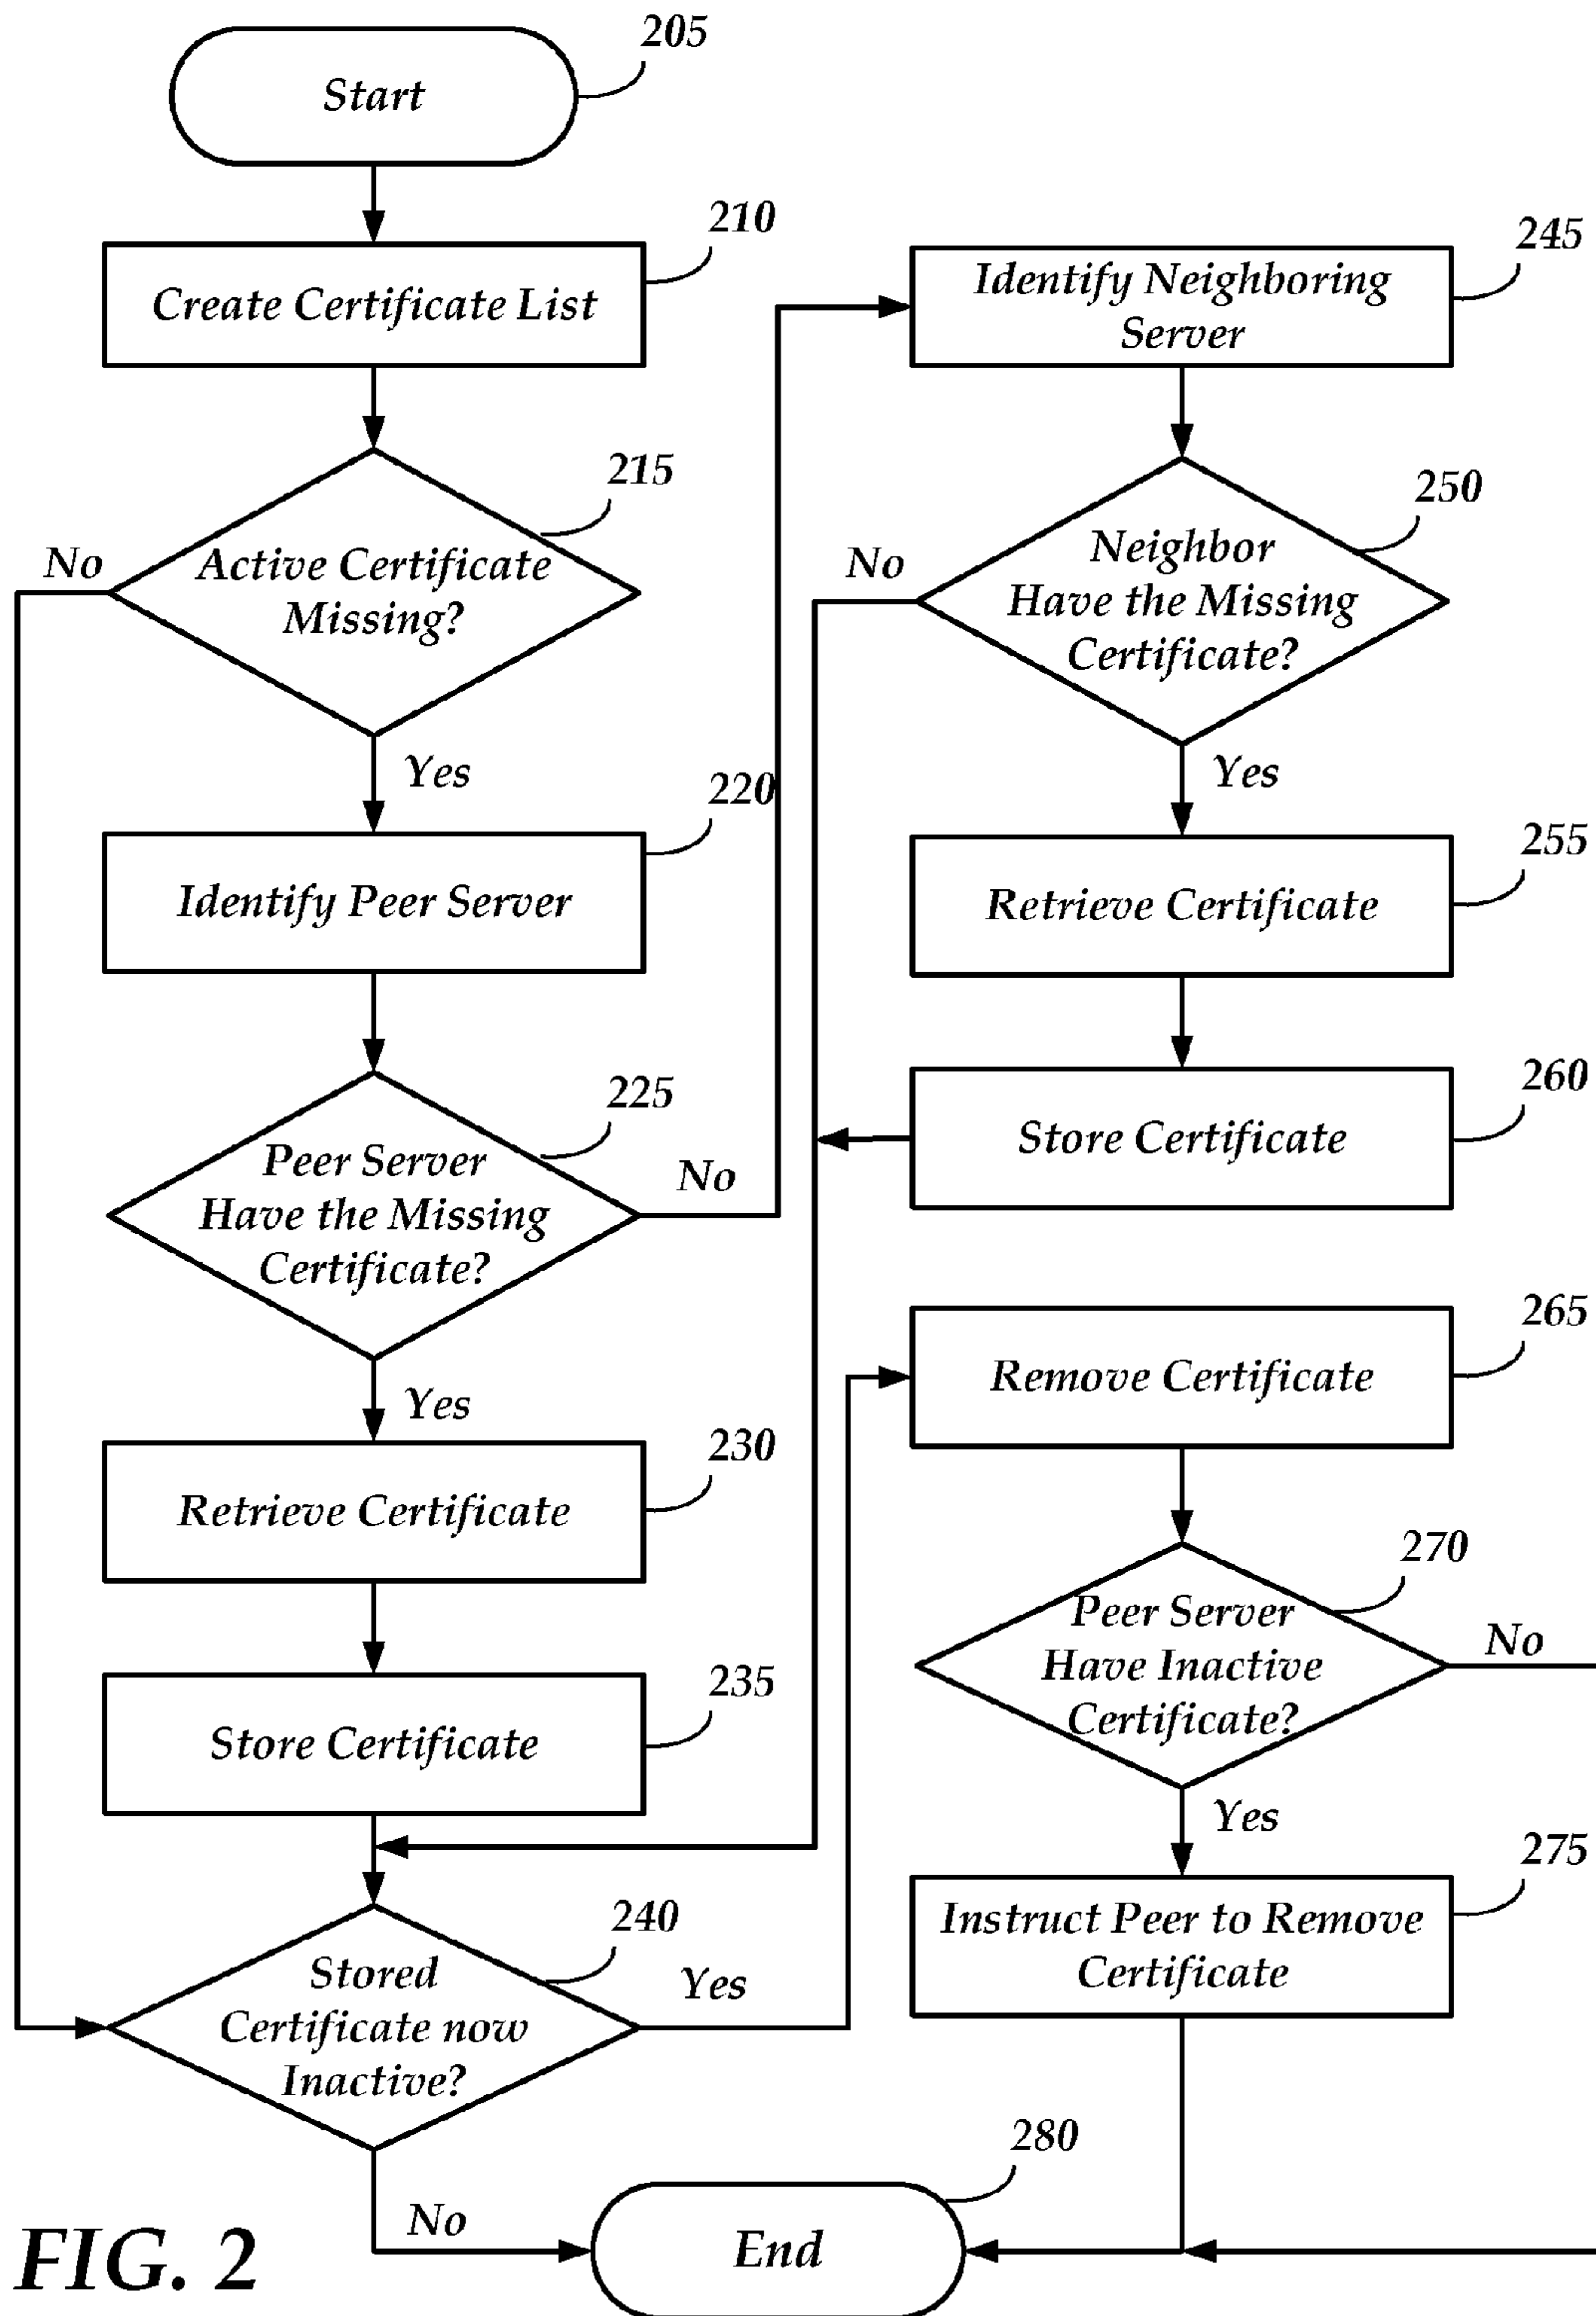 Start
205
Create Certificate List
210
Active Certificate
Missing?
215
No
Yes
Identify Peer Server
220
Peer Server
Have the Missing
Certificate?
225
No
Yes
Retrieve Certificate
230
Store Certificate
235
Stored
Certificate now
Inactive?
240
Yes
No
Identify Neighboring
Server
245
Neighbor
Have the Missing
Certificate?
250
No
Yes
Retrieve Certificate
255
Store Certificate
260
Remove Certificate
265
Peer Server
Have Inactive
Certificate?
270
No
Yes
Instruct Peer to Remove
Certificate
275
End
280
FIG. 2